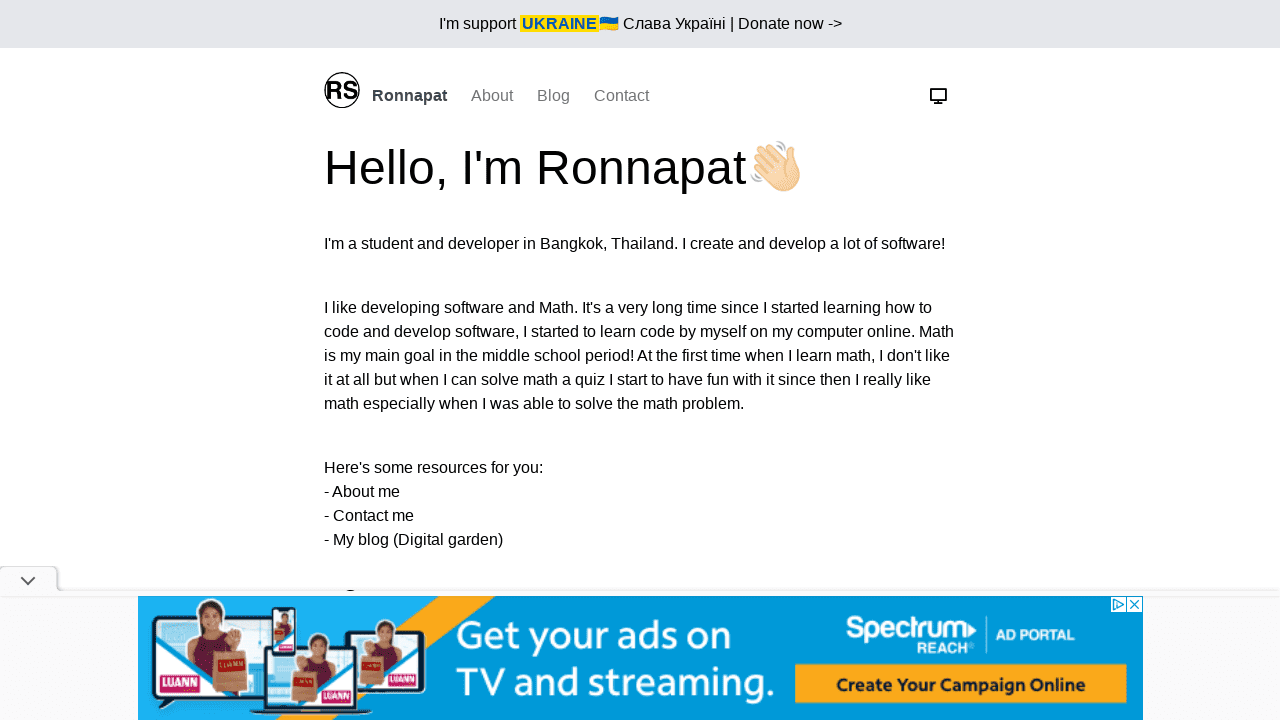 I'm support UKRAINE🇺🇦 Слава Україні | Donate now ->
RS Ronnapat About Blog Contact
Hello, I'm Ronnapat👋🏻
I'm a student and developer in Bangkok, Thailand. I create and develop a lot of software!
I like developing software and Math. It's a very long time since I started learning how to
code and develop software, I started to learn code by myself on my computer online. Math
is my main goal in the middle school period! At the first time when I learn math, I don't like
it at all but when I can solve math a quiz I start to have fun with it since then I really like
math especially when I was able to solve the math problem.
Here's some resources for you:
- About me
- Contact me
- My blog (Digital garden)
LUANN
LUANN
LUANN
Get your ads on
TV and streaming.
Spectrum
REACH
AD PORTAL
Create Your Campaign Online